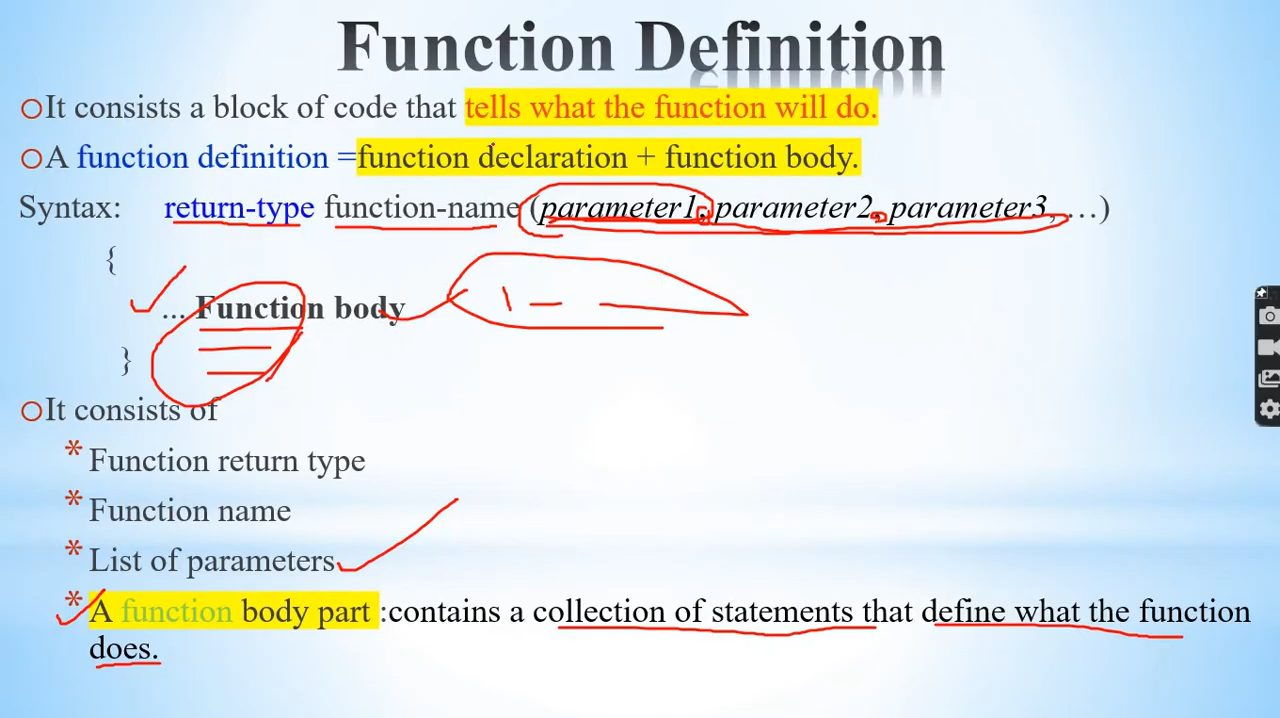 Function Definition
It consists a block of code that tells what the function will do.
A function definition =function declaration + function body.
Syntax: return-type function-name (parameter1, parameter2, parameter3, …)
{
... Function body
}
It consists of
* Function return type
* Function name
* List of parameters
* A function body part :contains a collection of statements that define what the function
does.